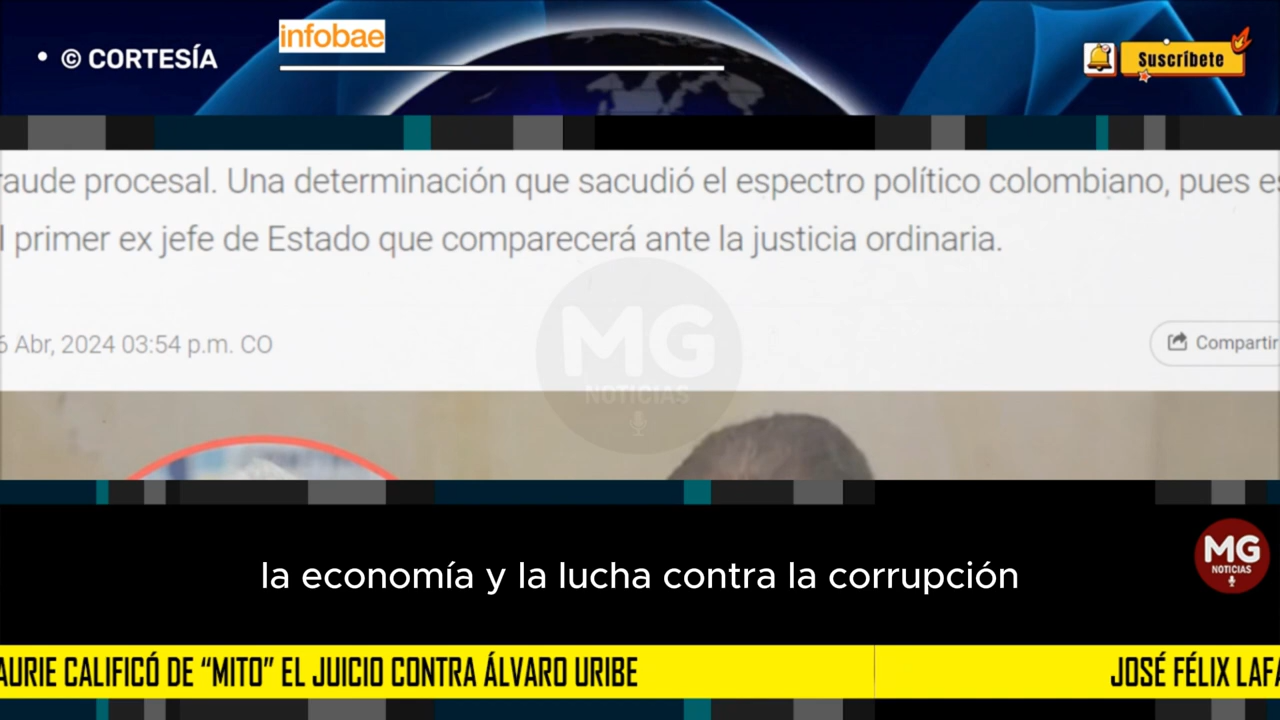 • © CORTESÍA
infobae
Suscríbete
raude procesal. Una determinación que sacudió el espectro político colombiano, pues es
l primer ex jefe de Estado que comparecerá ante la justicia ordinaria.
6 Abr, 2024 03:54 p.m. CO
Compartir
MG
NOTICIAS
la economía y la lucha contra la corrupción
MG
NOTICIAS
AURIE CALIFICÓ DE “MITO” EL JUICIO CONTRA ÁLVARO URIBE
JOSÉ FÉLIX LAFA